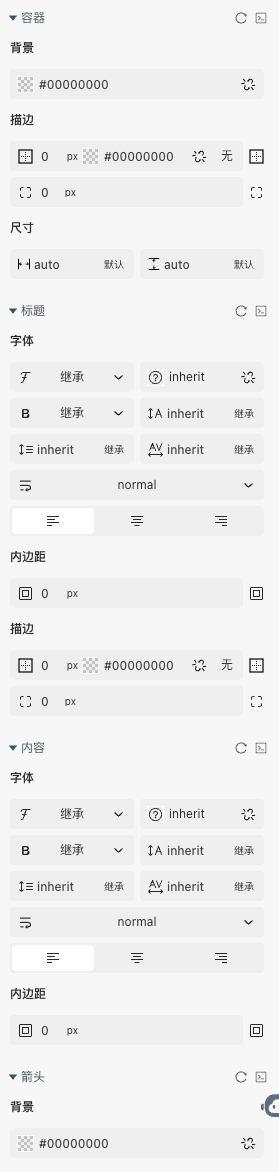 容器
背景
#00000000
描边
0 px #00000000 无
0 px
尺寸
auto 默认 auto 默认
标题
字体
继承 inherit
B 继承 A inherit 继承
inherit 继承 AV inherit 继承
normal
内边距
0 px
描边
0 px #00000000 无
0 px
内容
字体
继承 inherit
B 继承 A inherit 继承
inherit 继承 AV inherit 继承
normal
内边距
0 px
箭头
背景
#00000000